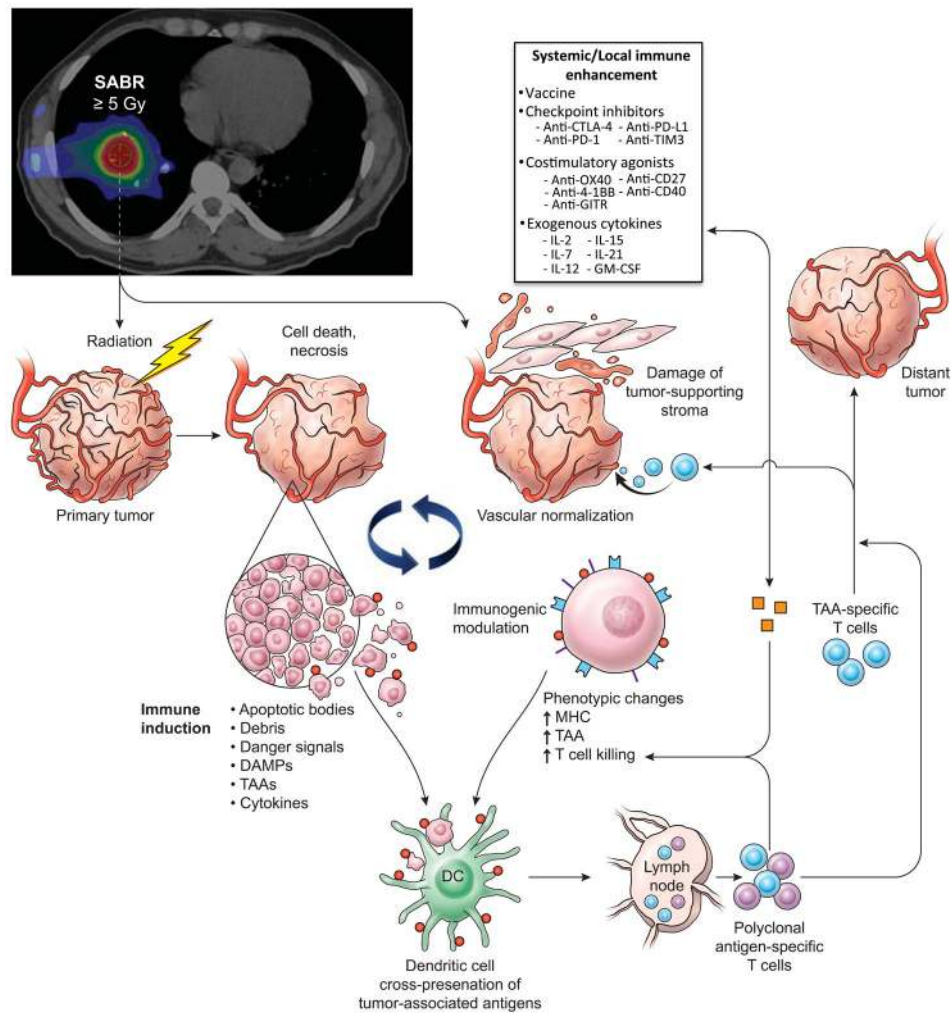 SABR
≥ 5 Gy
Systemic/Local immune
enhancement
•Vaccine
•Checkpoint inhibitors
- Anti-CTLA-4 - Anti-PD-L1
- Anti-PD-1 - Anti-TIM3
•Costimulatory agonists
-Anti-OX40 - Anti-CD27
-Anti-4-1BB - Anti-CD40
-Anti-GITR
•Exogenous cytokines
- IL-2 - IL-15
- IL-7 - IL-21
- IL-12 - GM-CSF
Radiation
Cell death,
necrosis
Damage of
tumor-supporting
stroma
Distant
tumor
Primary tumor
Vascular normalization
Immunogenic
modulation
TAA-specific
T cells
Phenotypic changes
↑ MHC
↑ TAA
↑ T cell killing
Immune
induction
• Apoptotic bodies
• Debris
• Danger signals
• DAMPs
• TAAs
• Cytokines
DC
Lymph
node
Polyclonal
antigen-specific
T cells
Dendritic cell
cross-presenation of
tumor-associated antigens